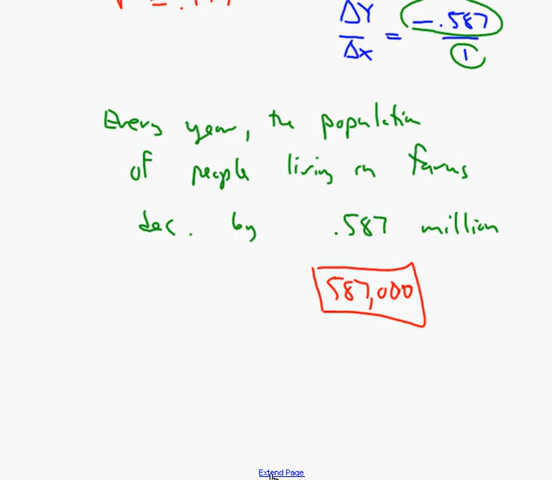 ΔY
ΔX = -.587
1
Every year, the population
of people living on farms
dec. by .587 million
587,000
Extend Page